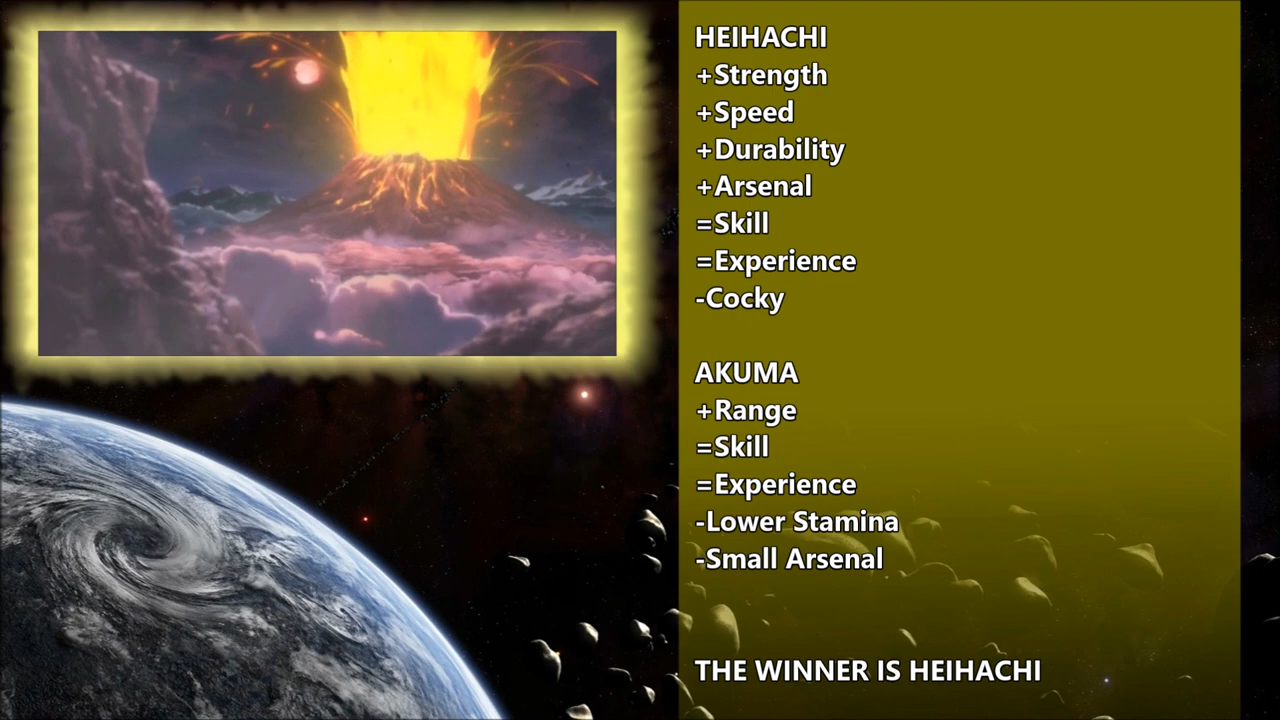 HEIHACHI
+Strength
+Speed
+Durability
+Arsenal
=Skill
=Experience
-Cocky
AKUMA
+Range
=Skill
=Experience
-Lower Stamina
-Small Arsenal
THE WINNER IS HEIHACHI